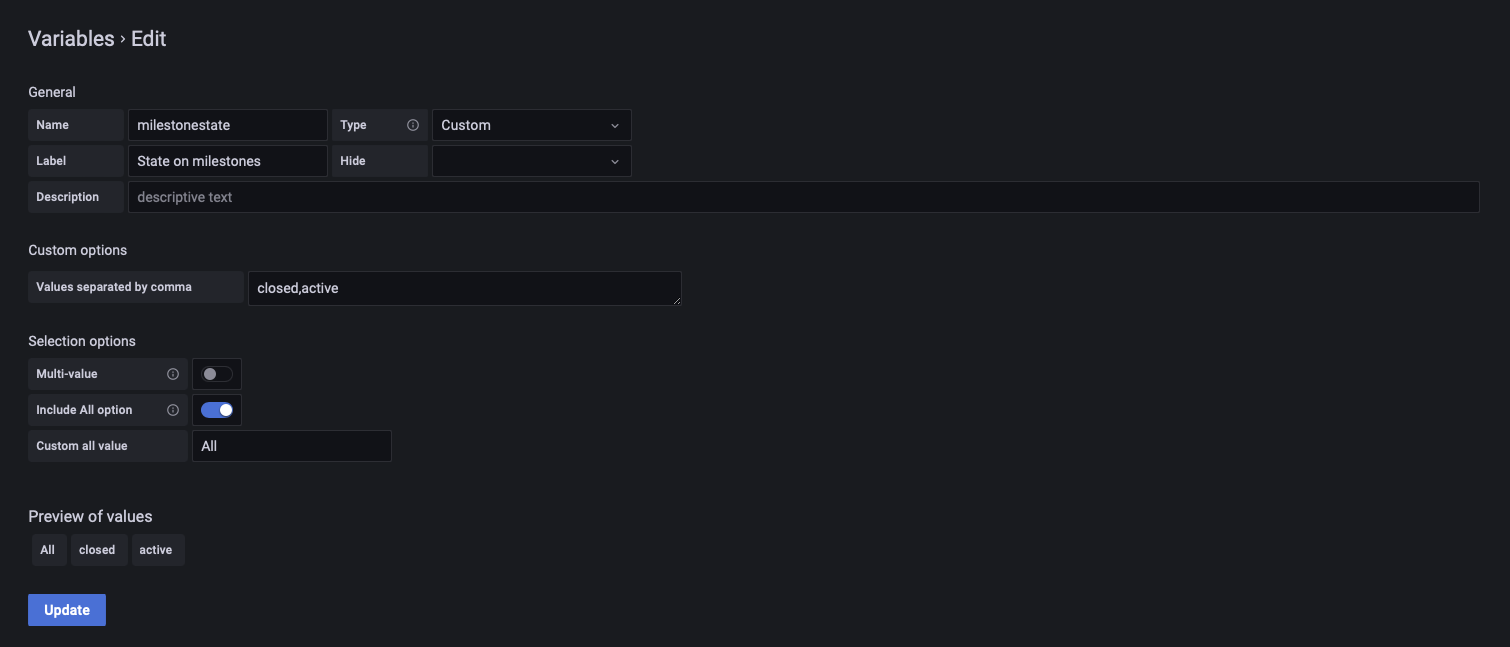 Variables › Edit
General
Name milestonestate Type Custom
Label State on milestones Hide
Description descriptive text
Custom options
Values separated by comma closed,active
Selection options
Multi-value
Include All option
Custom all value All
Preview of values
All closed active
Update